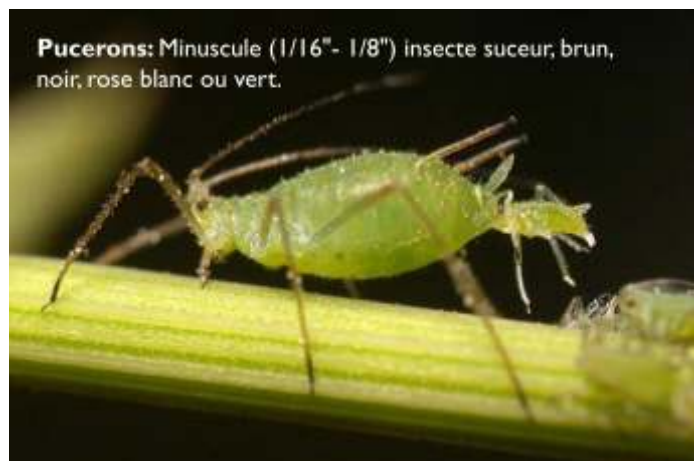 Pucerons: Minuscule (1/16"- 1/8") insecte suceur, brun,
noir, rose blanc ou vert.